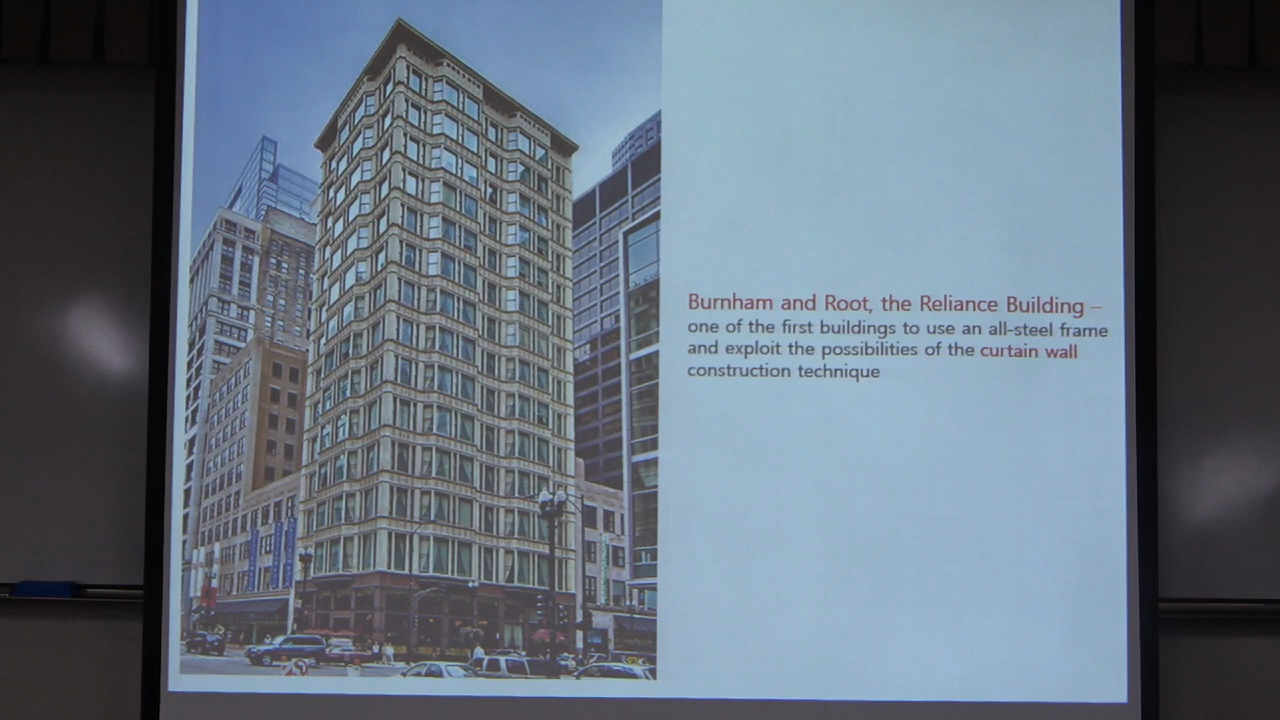 Burnham and Root, the Reliance Building –
one of the first buildings to use an all-steel frame
and exploit the possibilities of the curtain wall
construction technique